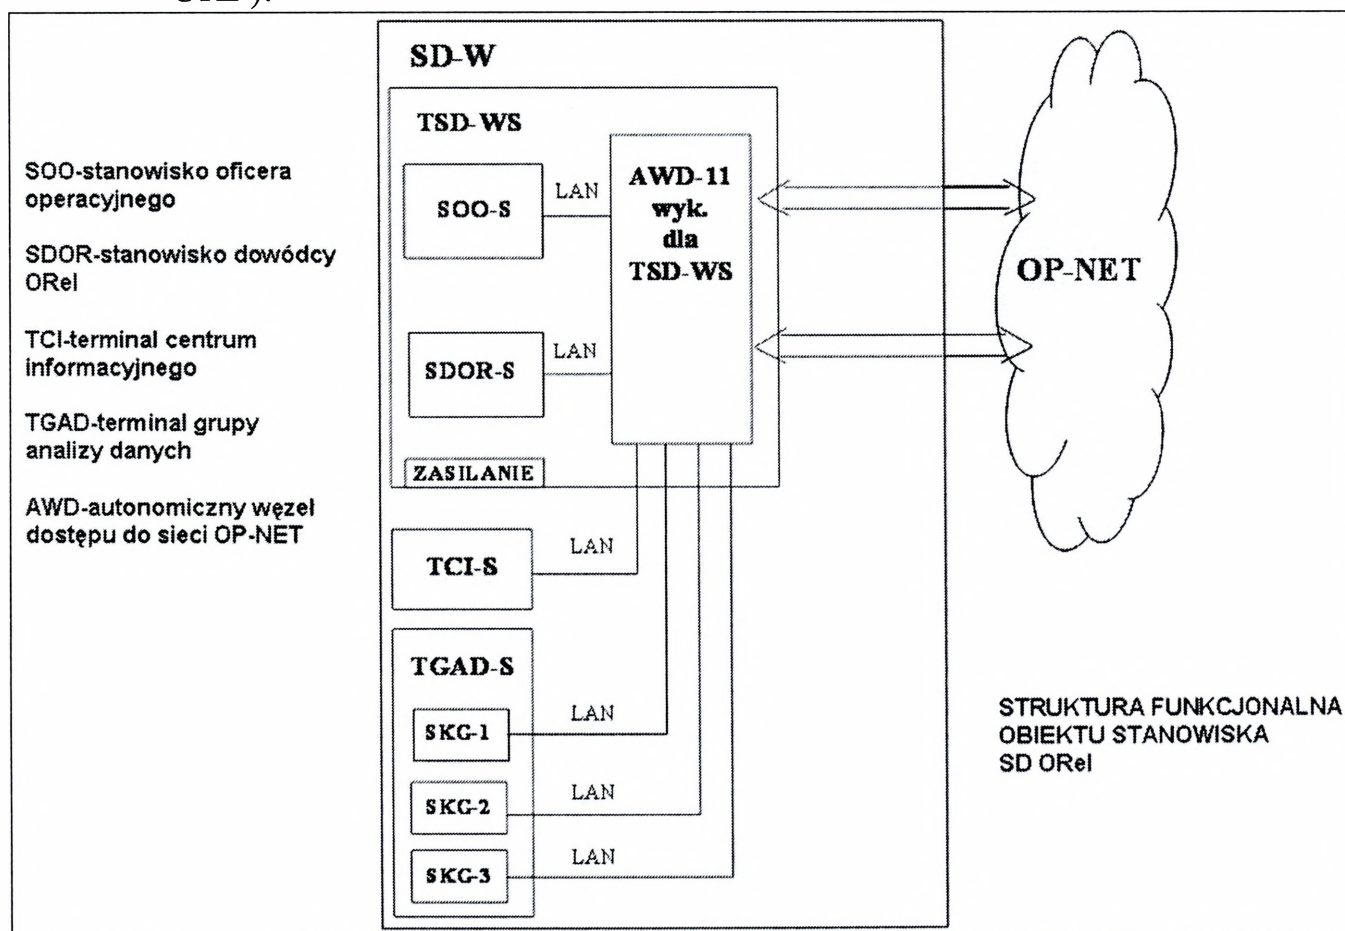 SD-W
TSD-WS
SOO-stanowisko oficera
operacyjnego
SDOR-stanowisko dowódcy
ORel
TCI-terminal centrum
informacyjnego
TGAD-terminal grupy
analizy danych
AWD-autonomiczny węzeł
dostępu do sieci OP-NET
SOO-S
LAN
AWD-11
wyk.
dla
TSD-WS
OP-NET
SDOR-S
LAN
ZASILANIE
TCI-S
LAN
TGAD-S
SKG-1
LAN
SKG-2
LAN
SKG-3
LAN
STRUKTURA FUNKCJONALNA
OBIEKTU STANOWISKA
SD ORel